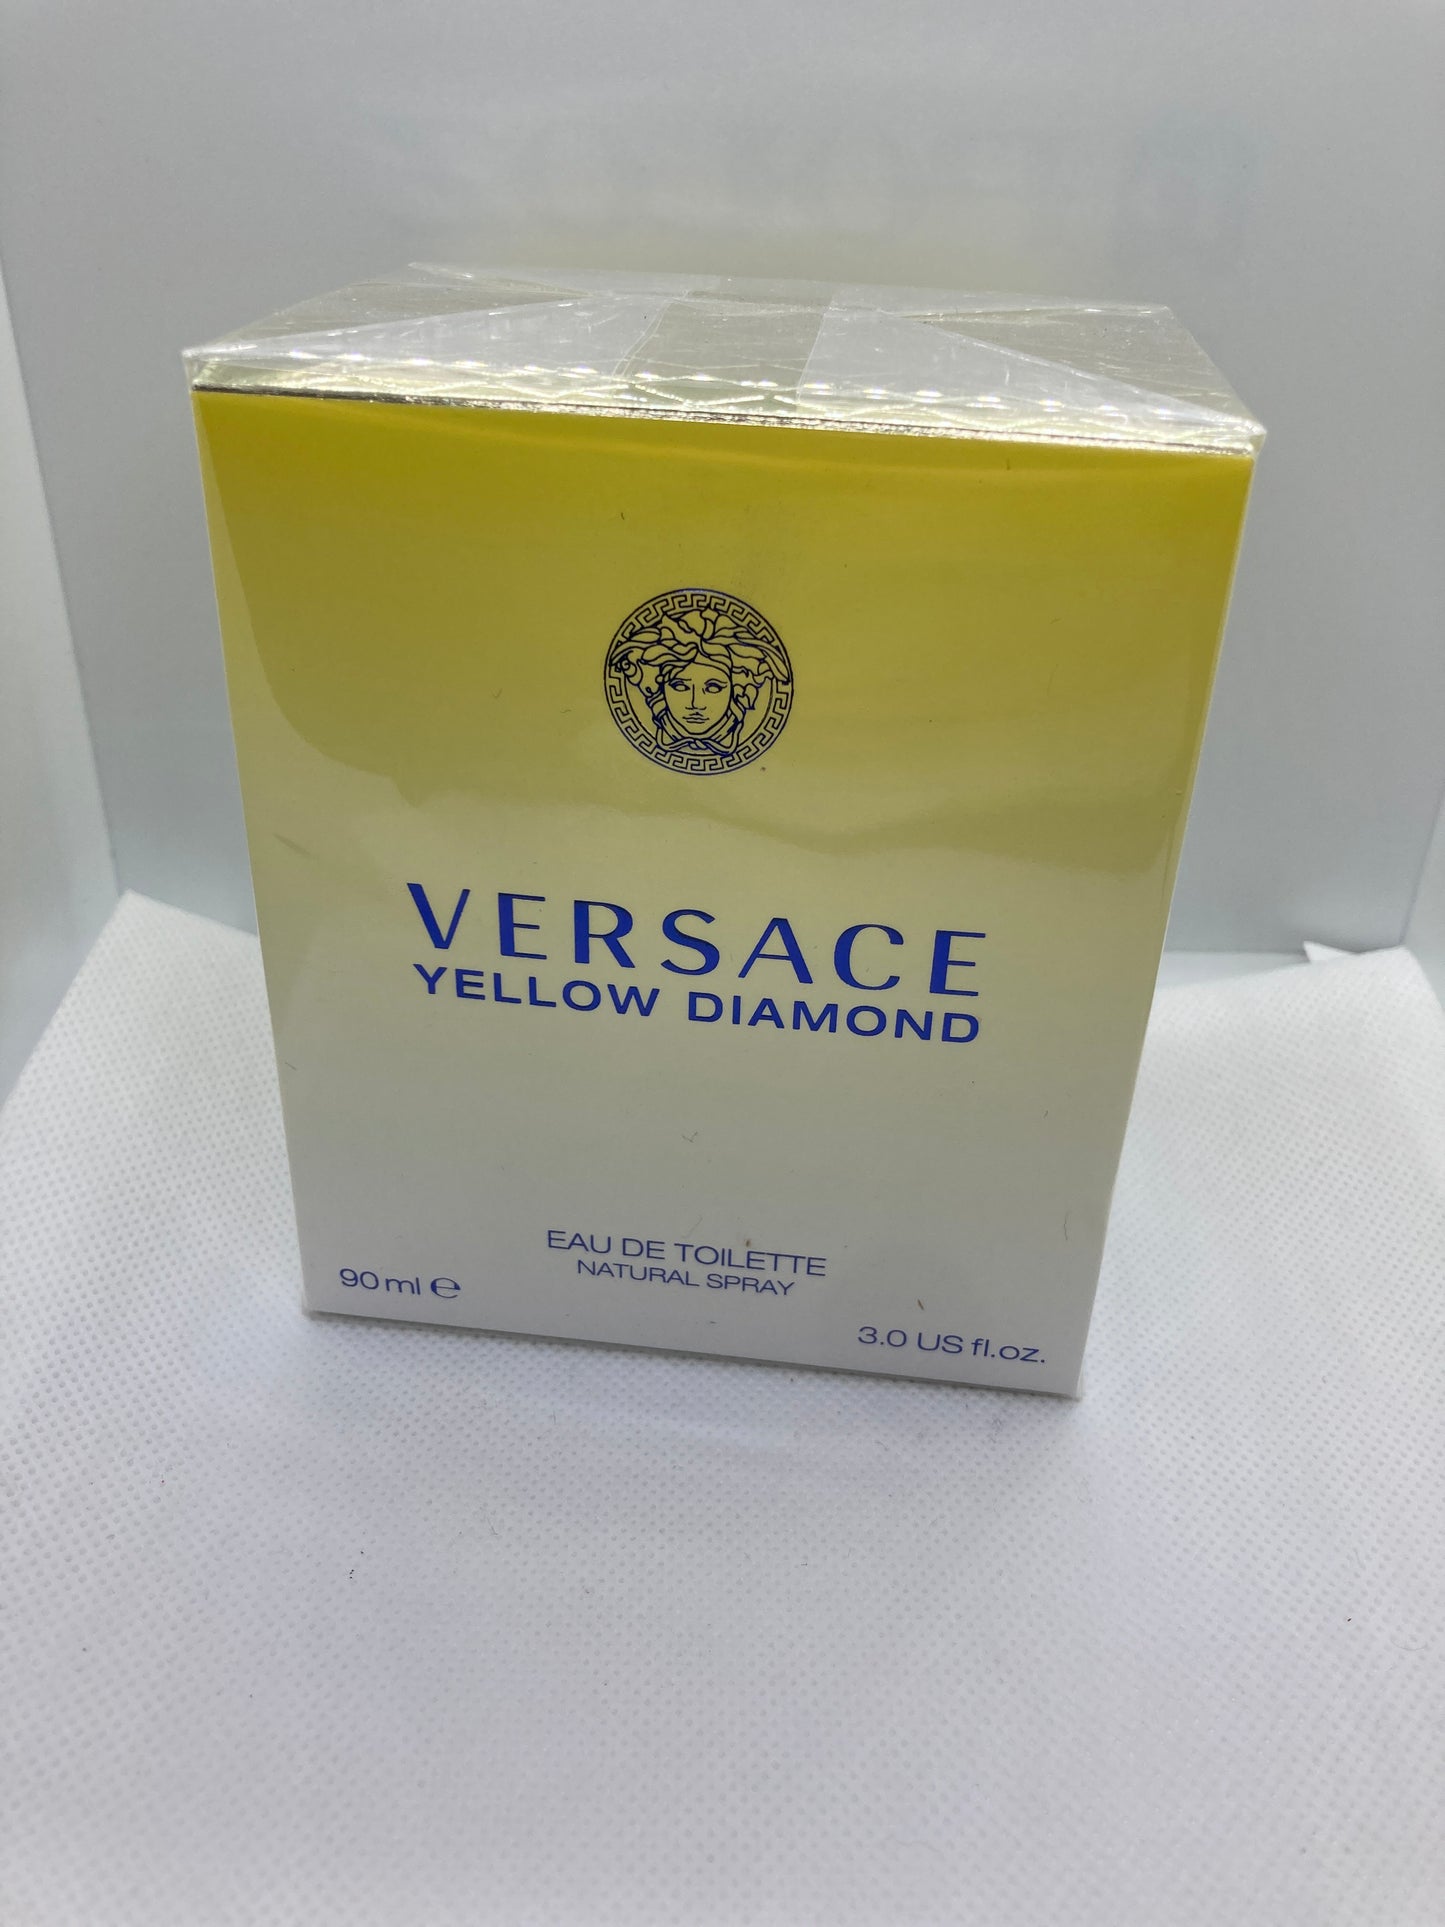 VERSACE
YELLOW DIAMOND
EAU DE TOILETTE
NATURAL SPRAY
90 ml ℮
3.0 US fl.oz.